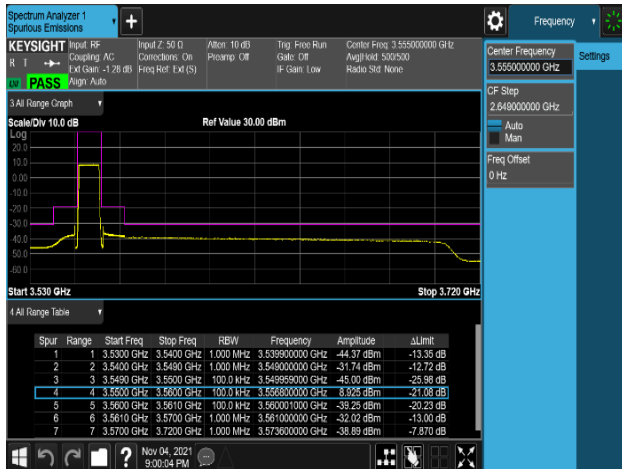 Spectrum Analyzer 1
Spurious Emissions
Frequency
KEYSIGHT Input: RF Input Z: 50 Ω Atten: 10 dB Trig: Free Run Center Freq: 3.555000000 GHz
R T Coupling: AC Corrections: On Preamp: Off Gate: Off Avg|Hold: 500/500
Ext Gain: -1.28 dB Freq Ref: Ext (S) IF Gain: Low Radio Std: None
PASS Align: Auto
Center Frequency
3.555000000 GHz
Settings
CF Step
2.649000000 GHz
Auto
Man
Freq Offset
0 Hz
3 All Range Graph
Scale/Div 10.0 dB Ref Value 30.00 dBm
Log
20.0
10.0
0.00
-10.0
-20.0
-30.0
-40.0
-50.0
-60.0
Start 3.530 GHz Stop 3.720 GHz
4 All Range Table
Spur Range Start Freq Stop Freq RBW Frequency Amplitude ΔLimit
1 1 3.5300 GHz 3.5400 GHz 1.000 MHz 3.539900000 GHz -44.37 dBm -13.35 dB
2 2 3.5400 GHz 3.5490 GHz 1.000 MHz 3.549000000 GHz -31.74 dBm -12.72 dB
3 3 3.5490 GHz 3.5500 GHz 100.0 kHz 3.549959000 GHz -45.00 dBm -25.98 dB
4 4 3.5500 GHz 3.5600 GHz 100.0 kHz 3.556800000 GHz 8.925 dBm -21.08 dB
5 5 3.5600 GHz 3.5610 GHz 100.0 kHz 3.560001000 GHz -39.25 dBm -20.23 dB
6 6 3.5610 GHz 3.5700 GHz 1.000 MHz 3.561000000 GHz -32.02 dBm -13.00 dB
7 7 3.5700 GHz 3.7200 GHz 1.000 MHz 3.573600000 GHz -38.89 dBm -7.870 dB
Nov 04, 2021
9:00:04 PM